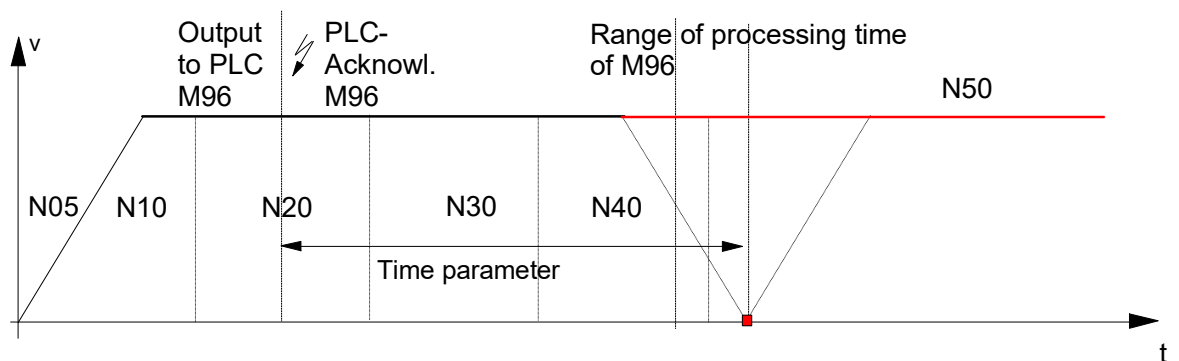 v
Output
to PLC
M96
PLC-
Acknowl.
M96
Range of processing time
of M96
N50
N05
N10
N20
N30
N40
Time parameter
t